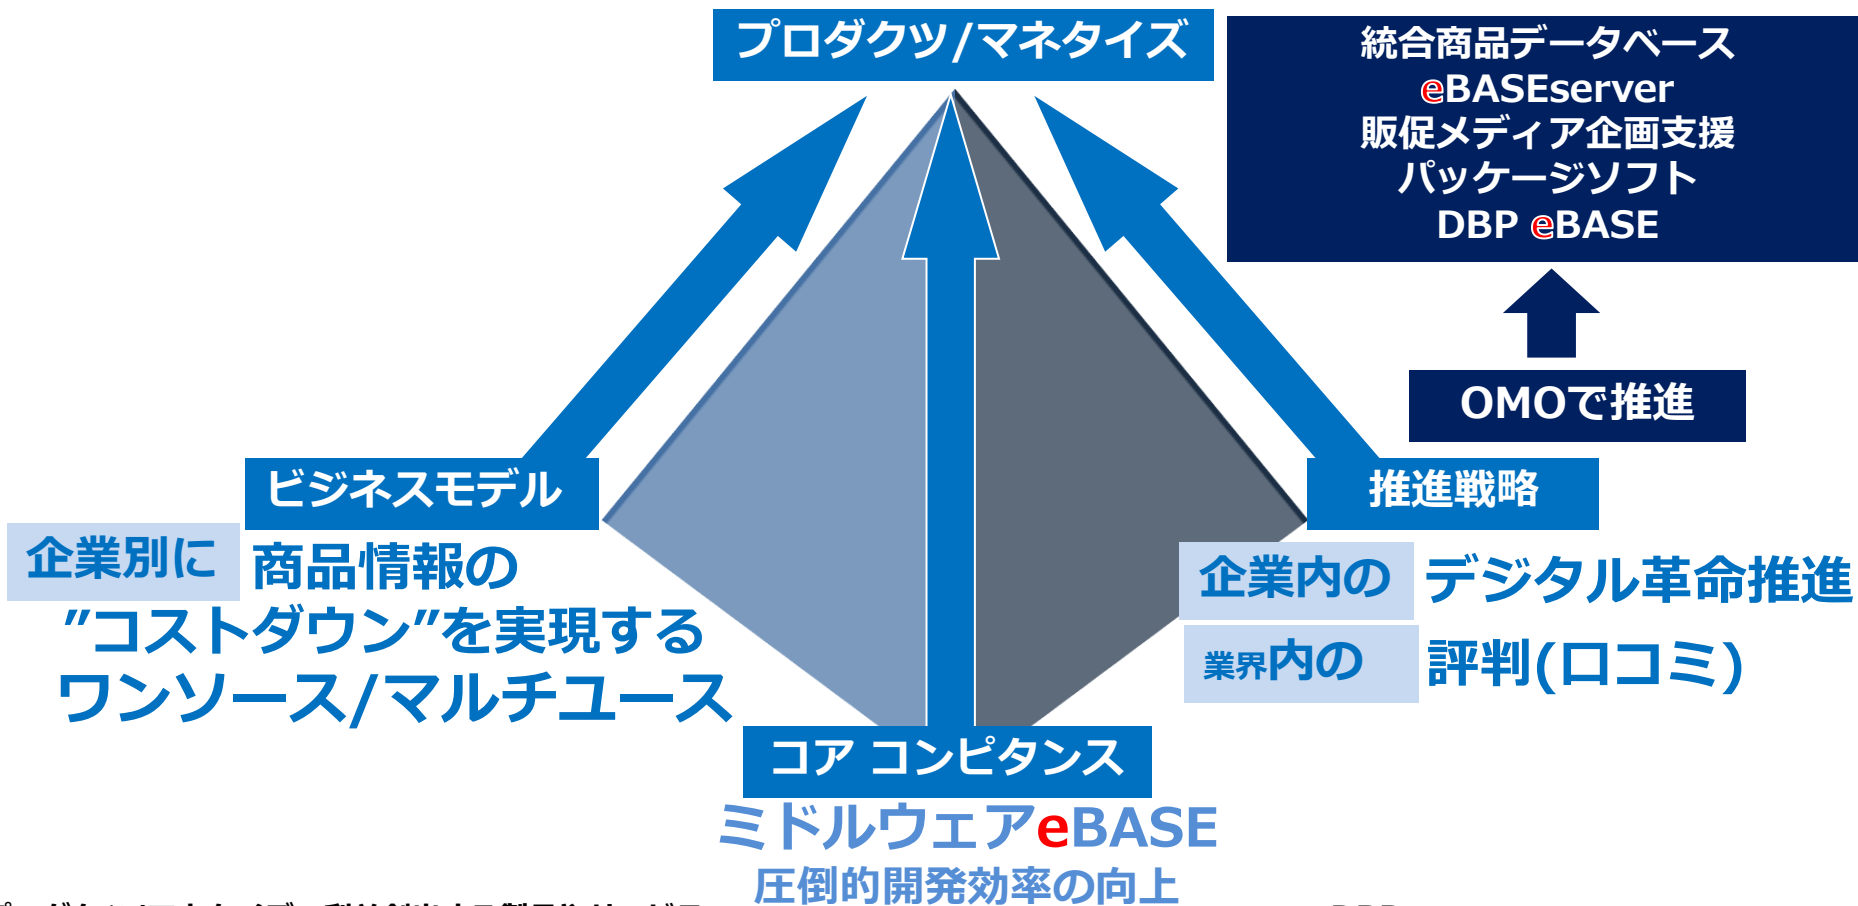 プロダクツ/マネタイズ
統合商品データベース
eBASEserver
販促メディア企画支援
パッケージソフト
DBP eBASE
OMOで推進
ビジネスモデル
企業別に 商品情報の
”コストダウン”を実現する
ワンソース/マルチユース
推進戦略
企業内の デジタル革命推進
業界内の 評判(口コミ)
コア コンピタンス
ミドルウェアeBASE
圧倒的開発効率の向上